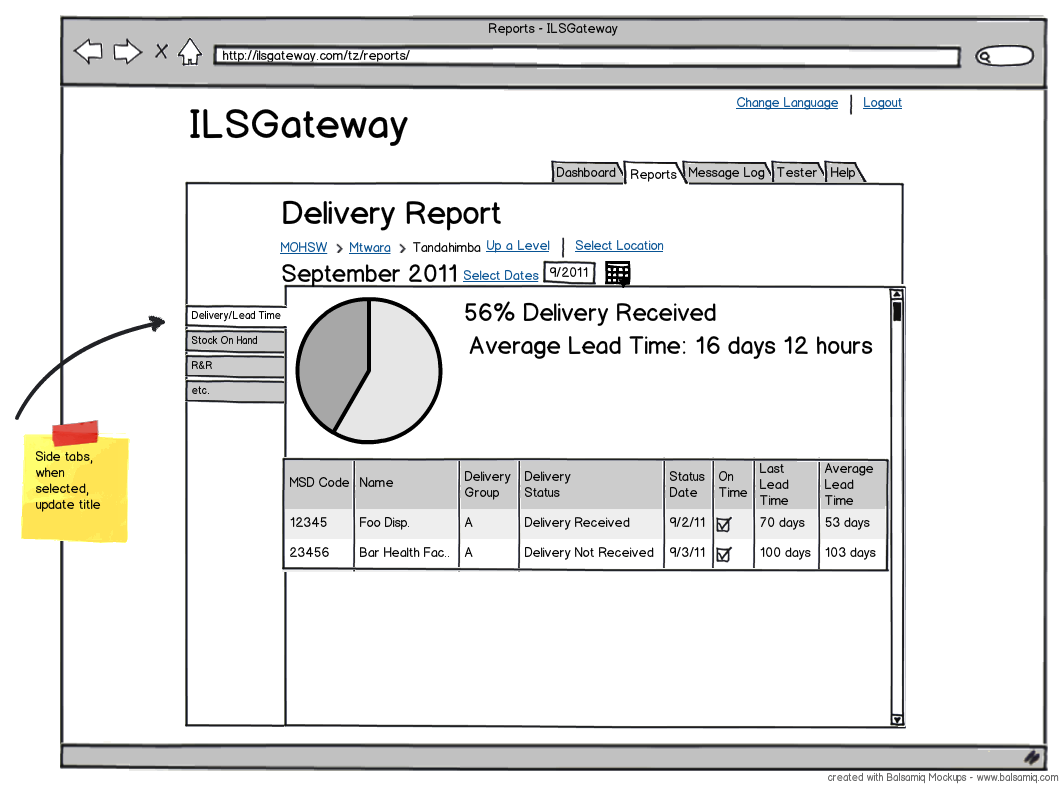 Reports - ILSGateway
http://ilsgateway.com/tz/reports/
Change Language | Logout
ILSGateway
Dashboard Reports Message Log Tester Help
Delivery Report
MOHSW > Mtwara > Tandahimba Up a Level | Select Location
September 2011 Select Dates 9/2011
Delivery/Lead Time
Stock On Hand
R&R
etc.
56% Delivery Received
Average Lead Time: 16 days 12 hours
Side tabs,
when
selected,
update title
MSD Code Name Delivery Group Delivery Status Status Date On Time Last Lead Time Average Lead Time
12345 Foo Disp. A Delivery Received 9/2/11 70 days 53 days
23456 Bar Health Fac.. A Delivery Not Received 9/3/11 100 days 103 days
created with Balsamiq Mockups - www.balsamiq.com